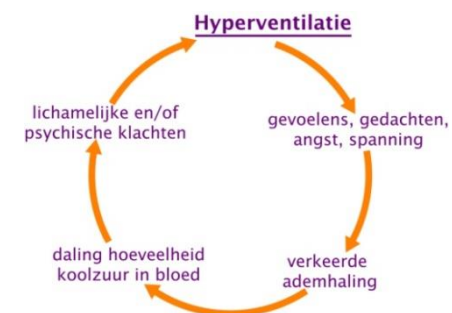 Hyperventilatie
gevoelens, gedachten,
angst, spanning
verkeerde
ademhaling
daling hoeveelheid
koolzuur in bloed
lichamelijke en/of
psychische klachten